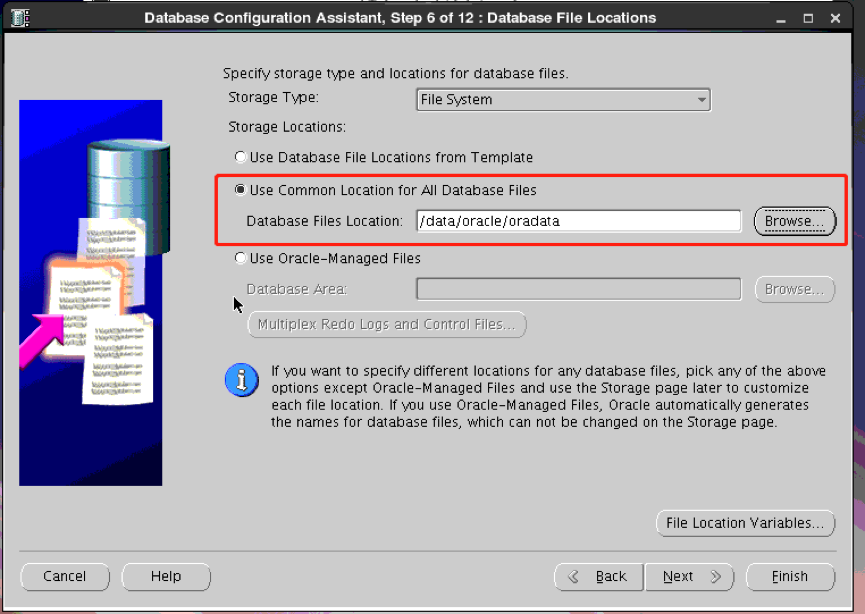 Database Configuration Assistant, Step 6 of 12 : Database File Locations
Specify storage type and locations for database files.
Storage Type: File System
Storage Locations:
Use Database File Locations from Template
Use Common Location for All Database Files
Database Files Location: /data/oracle/oradata Browse...
Use Oracle-Managed Files
Database Area: Browse...
Multiplex Redo Logs and Control Files...
If you want to specify different locations for any database files, pick any of the above
options except Oracle-Managed Files and use the Storage page later to customize
each file location. If you use Oracle-Managed Files, Oracle automatically generates
the names for database files, which can not be changed on the Storage page.
File Location Variables...
Cancel Help Back Next Finish